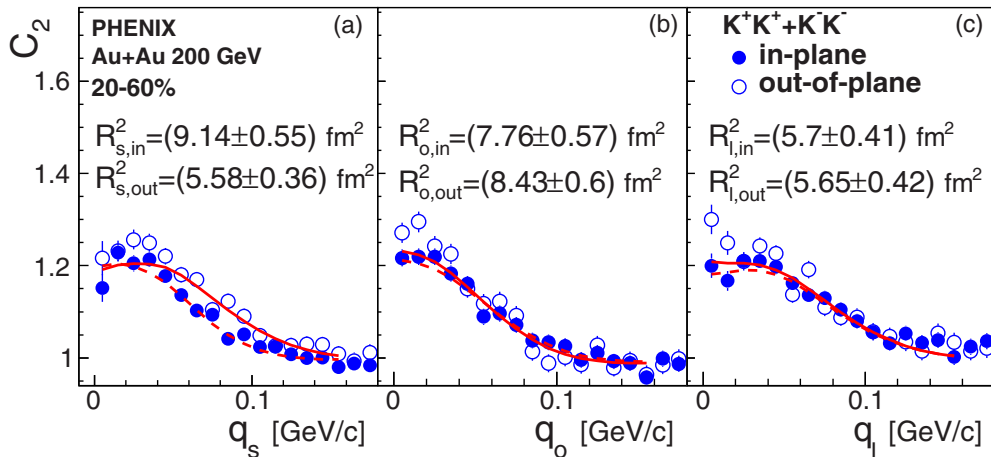 C₂
1.6
1.4
1.2
1
PHENIX
Au+Au 200 GeV
20-60%
(a)
R²s,in=(9.14±0.55) fm²
R²s,out=(5.58±0.36) fm²
0
0.1
qs [GeV/c]
(b)
R²o,in=(7.76±0.57) fm²
R²o,out=(8.43±0.6) fm²
0
0.1
qo [GeV/c]
K⁺K⁺+K⁻K⁻
(c)
in-plane
out-of-plane
R²l,in=(5.7±0.41) fm²
R²l,out=(5.65±0.42) fm²
0
0.1
ql [GeV/c]